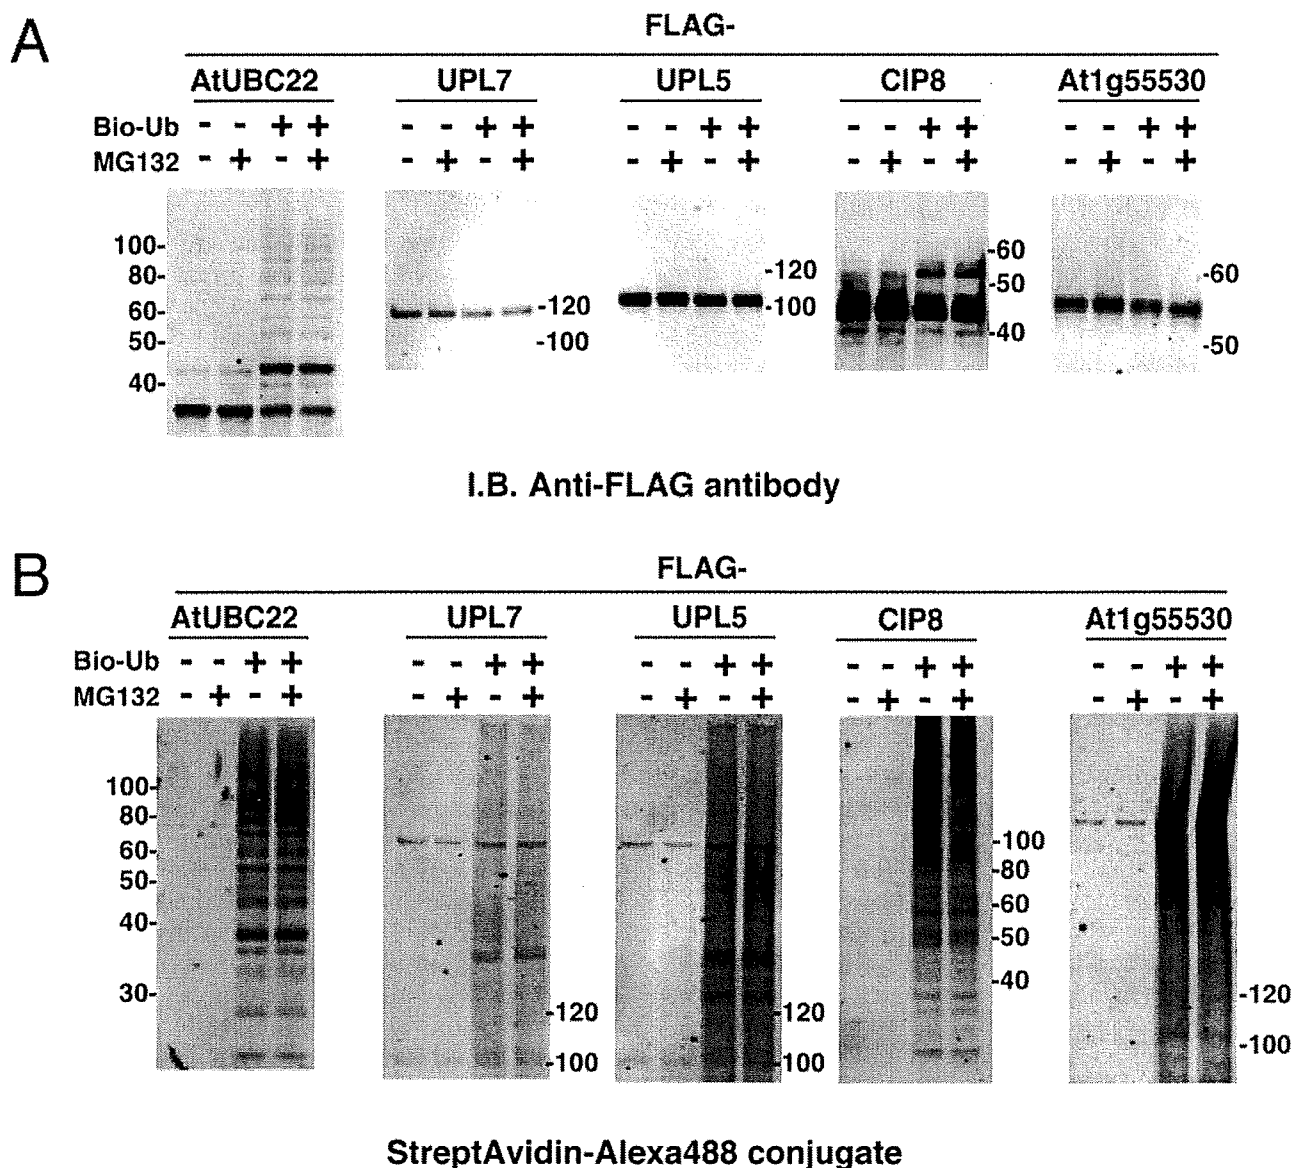 A
FLAG-
AtUBC22 UPL7 UPL5 CIP8 At1g55530
Bio-Ub - - + + - - + + - - + + - - + + - - + +
MG132 - + - + - + - + - + - + - + - + - + - +
100-
80-
60-
50-
40-
-120
-100
-120
-100
-60
-50
-40
-60
-50
I.B. Anti-FLAG antibody
B
FLAG-
AtUBC22 UPL7 UPL5 CIP8 At1g55530
Bio-Ub - - + + - - + + - - + + - - + + - - + +
MG132 - + - + - + - + - + - + - + - + - + - +
100-
80-
60-
50-
40-
30-
-120
-100
-120
-100
-100
-80
-60
-50
-40
-120
-100
StreptAvidin-Alexa488 conjugate